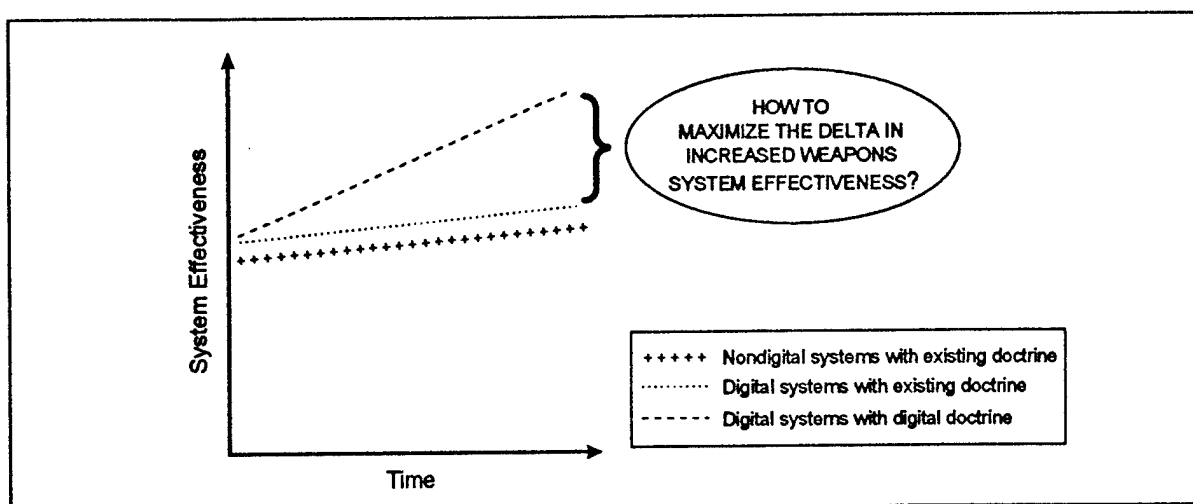 System Effectiveness
HOW TO
MAXIMIZE THE DELTA IN
INCREASED WEAPONS
SYSTEM EFFECTIVENESS?
+++++ Nondigital systems with existing doctrine
Digital systems with existing doctrine
Digital systems with digital doctrine
Time